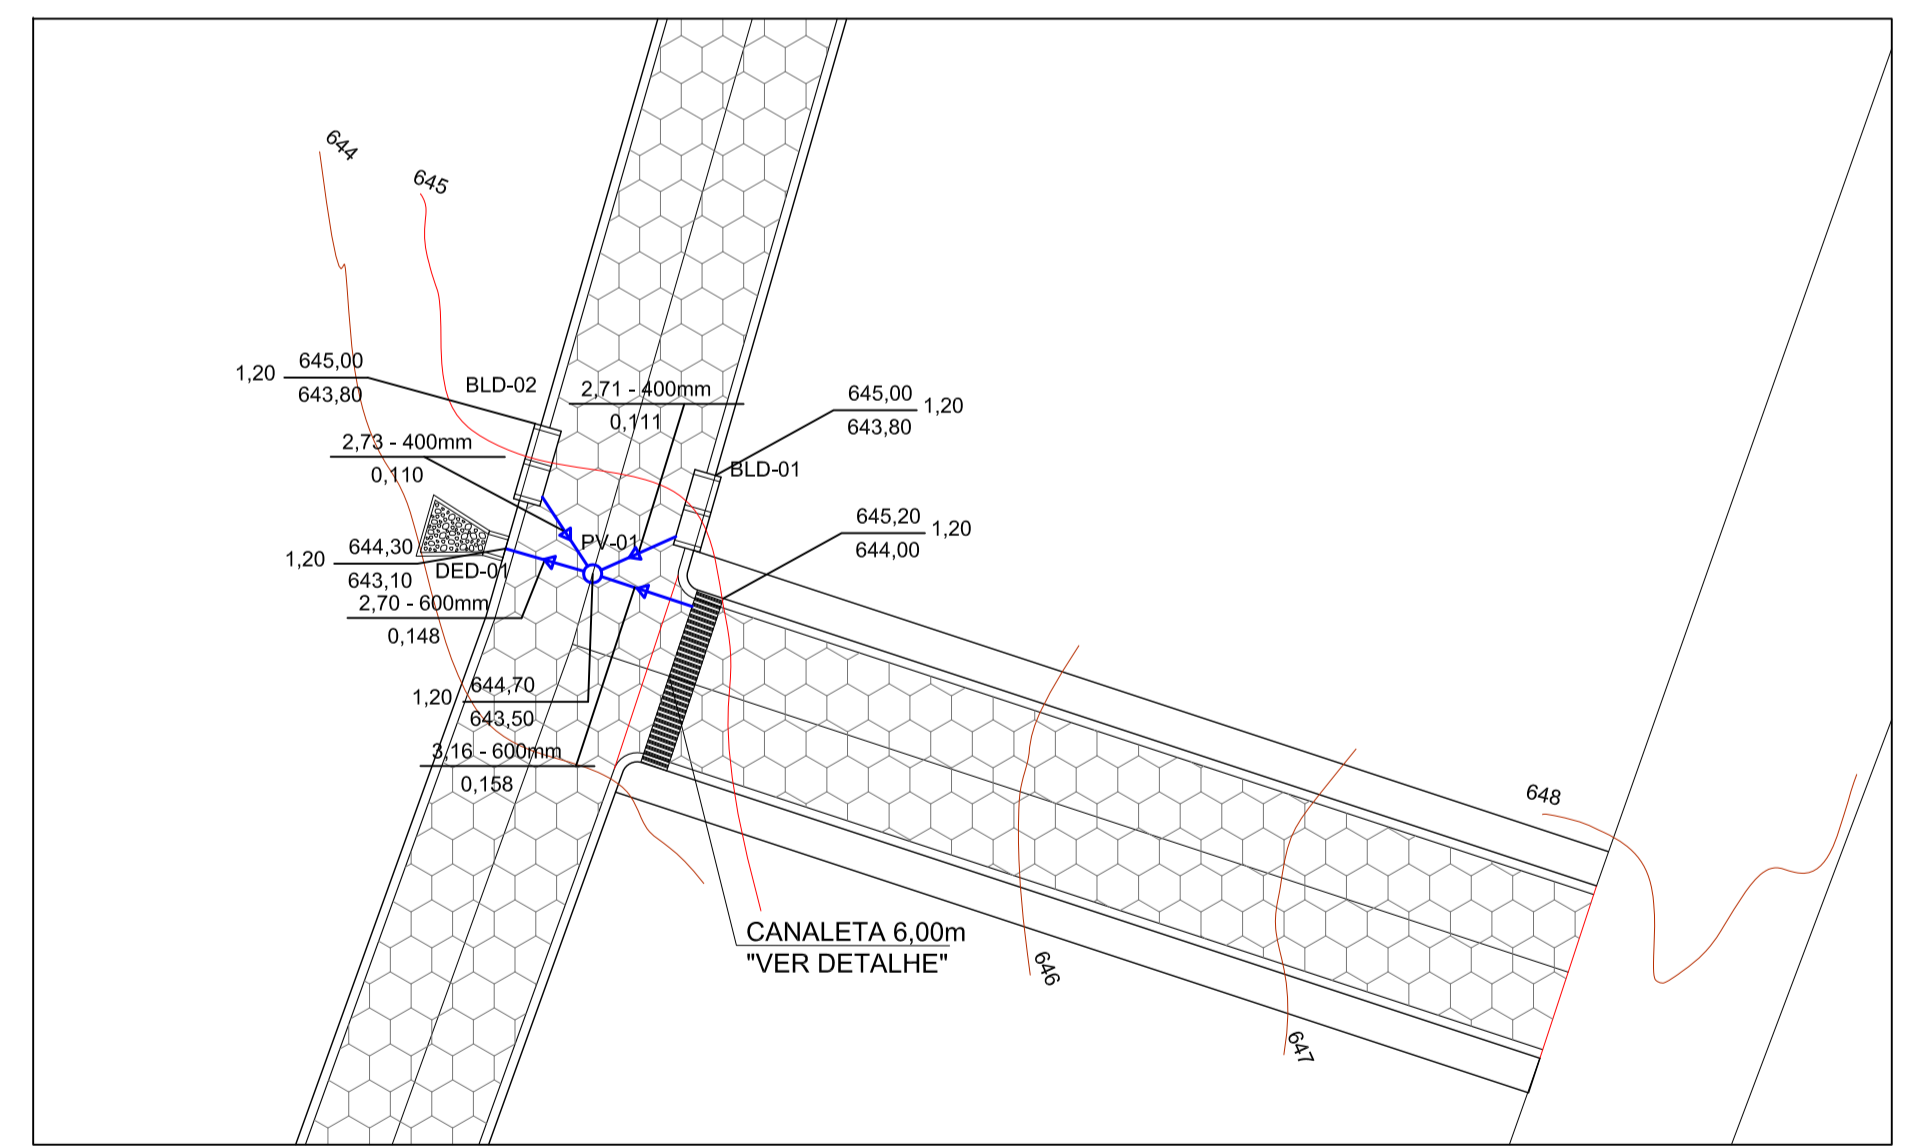 644
645
645,00
1,20
643,80
BLD-02
2,71 - 400mm
0,111
645,00
1,20
643,80
2,73 - 400mm
0,110
BLD-01
645,20
1,20
644,00
PV-01
644,30
1,20
643,10
DED-01
2,70 - 600mm
0,148
644,70
1,20
643,50
3,16 - 600mm
0,158
648
CANALETA 6,00m
"VER DETALHE"
646
647